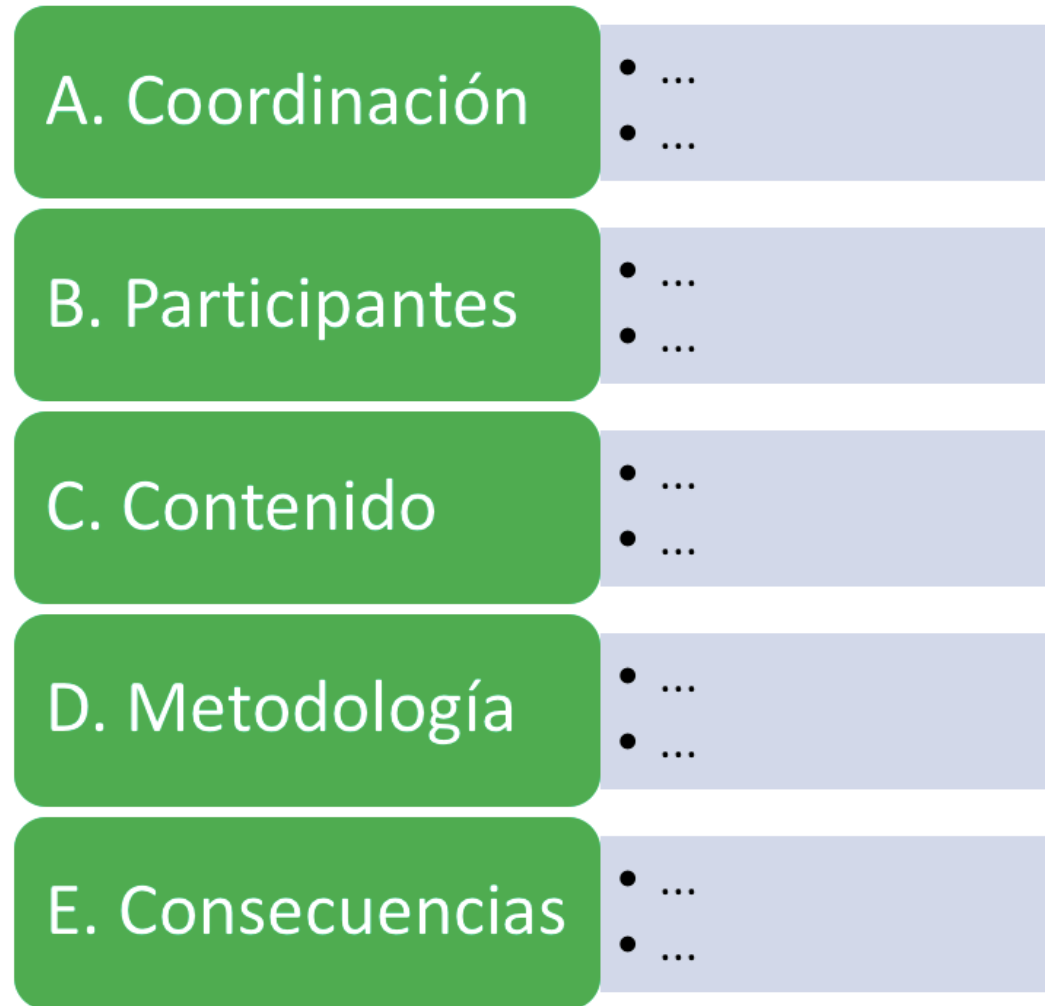 A. Coordinación
• ...
• ...
B. Participantes
• ...
• ...
C. Contenido
• ...
• ...
D. Metodología
• ...
• ...
E. Consecuencias
• ...
• ...